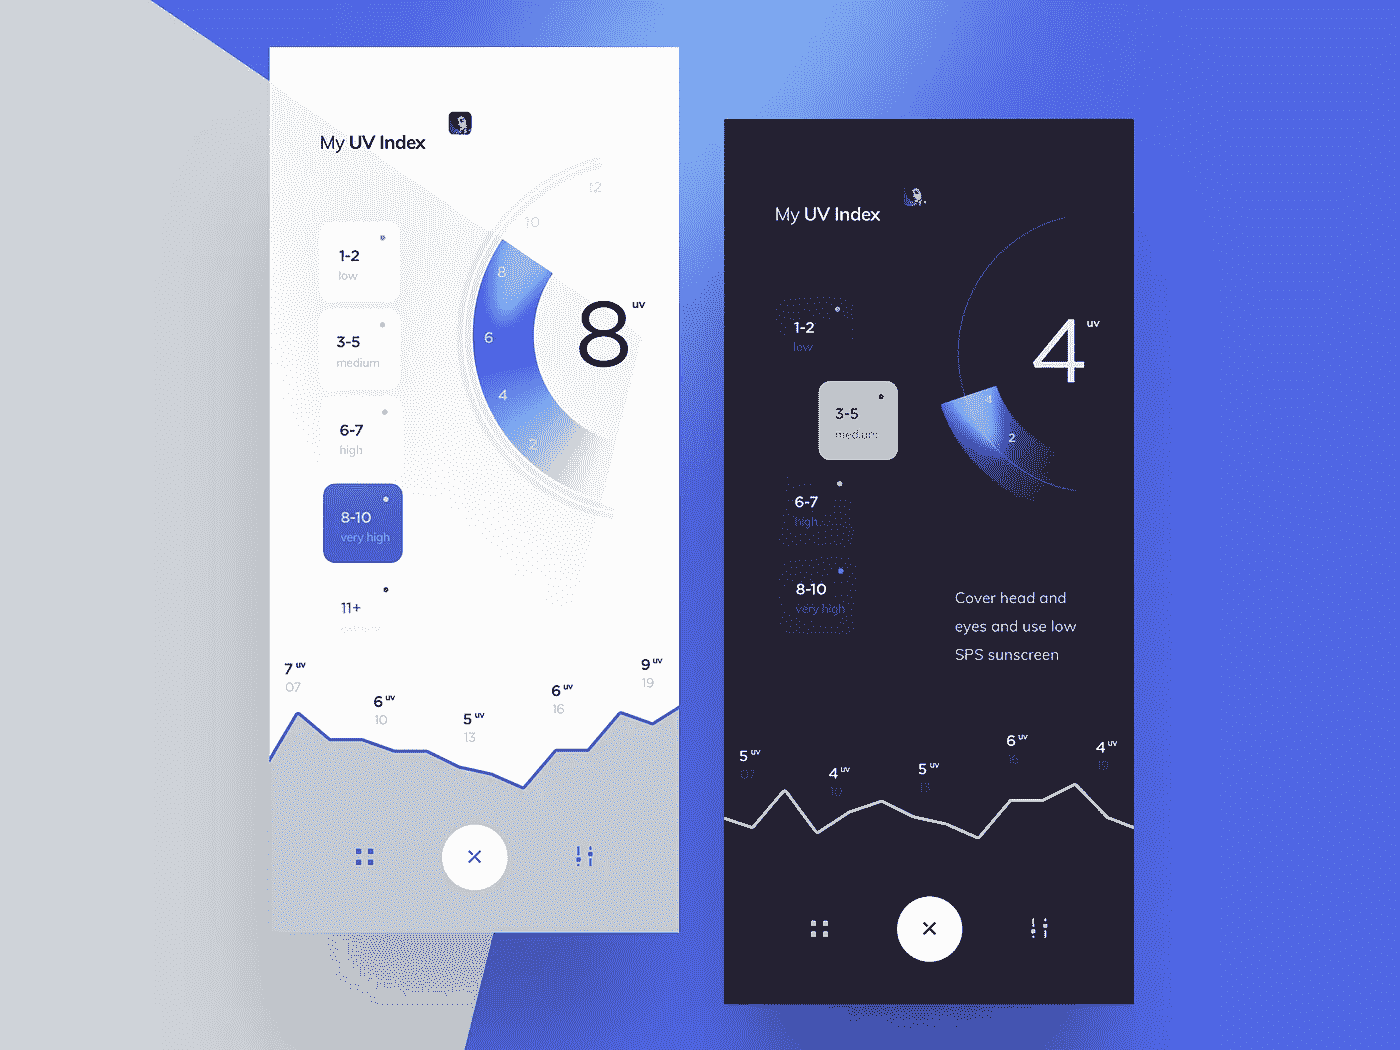 My UV Index
12
10
8
6
4
2
8 uv
1-2
low
3-5
medium
6-7
high
8-10
very high
11+
7 uv
07
6 uv
10
5 uv
13
6 uv
16
9 uv
19
My UV Index
4 uv
4
2
1-2
low
3-5
medium
6-7
high
8-10
very high
Cover head and
eyes and use low
SPS sunscreen
5 uv
07
4 uv
10
5 uv
13
6 uv
16
4 uv
19